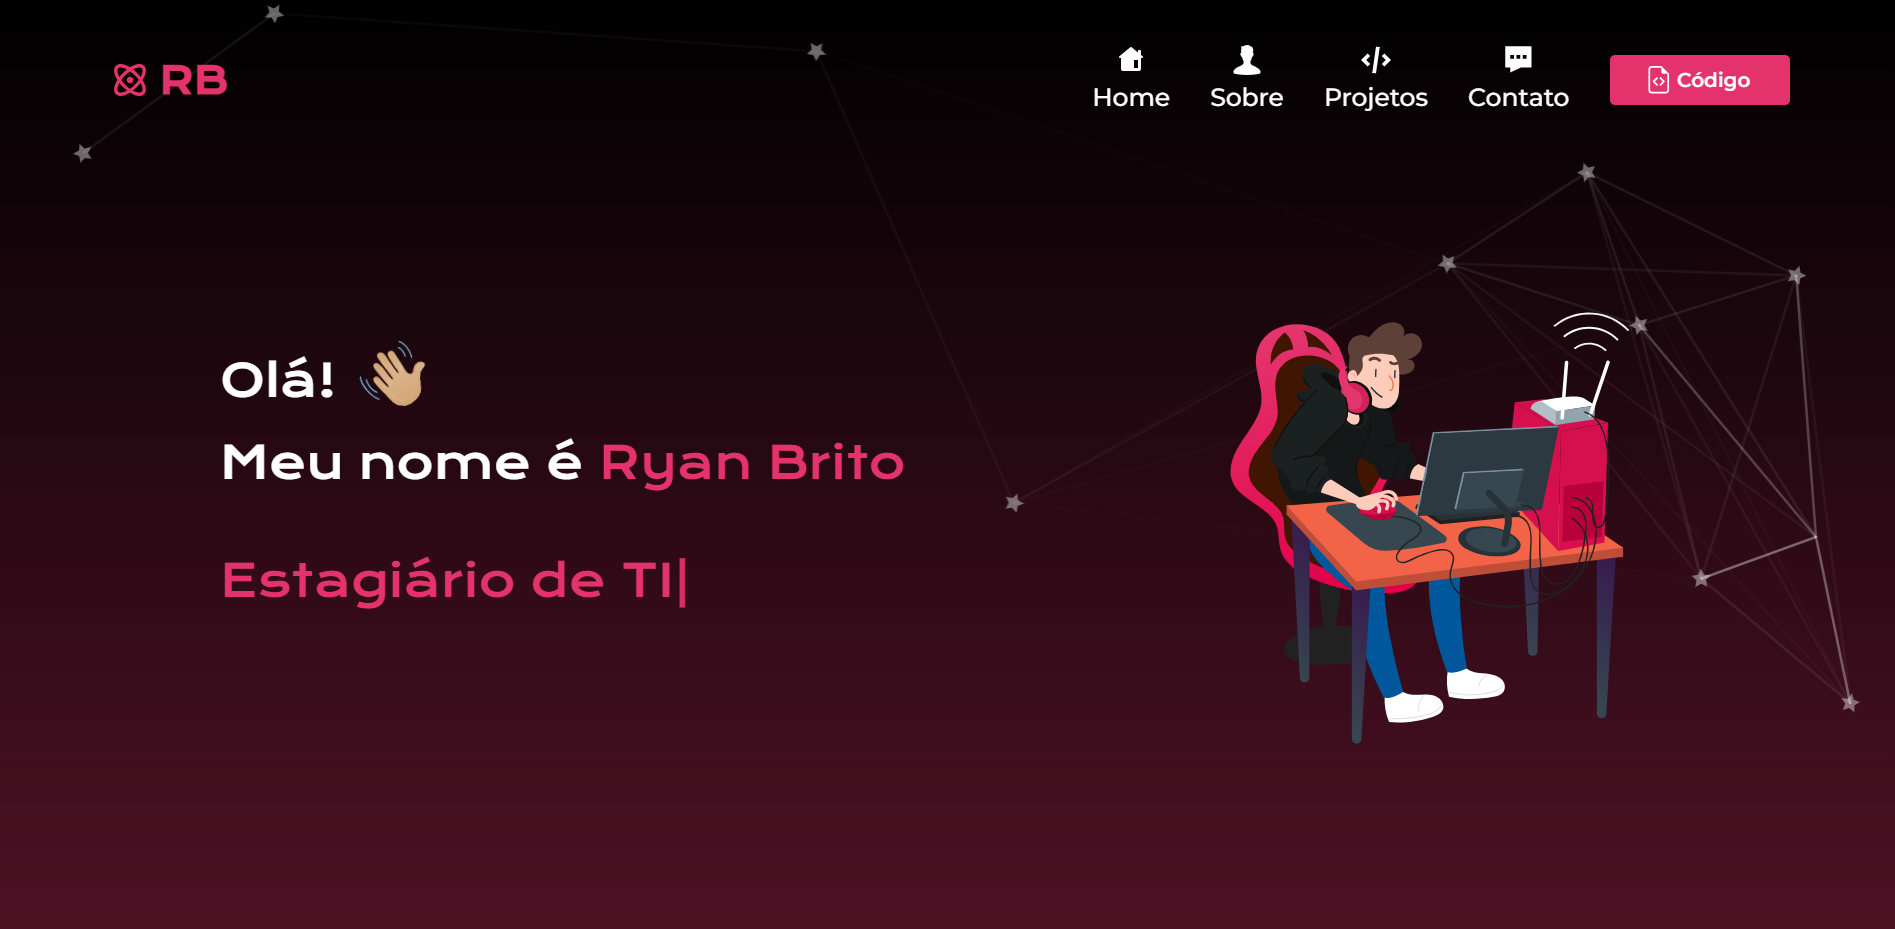 RB
Home
Sobre
Projetos
Contato
Código
Olá! 👋🏼
Meu nome é Ryan Brito
Estagiário de TI|